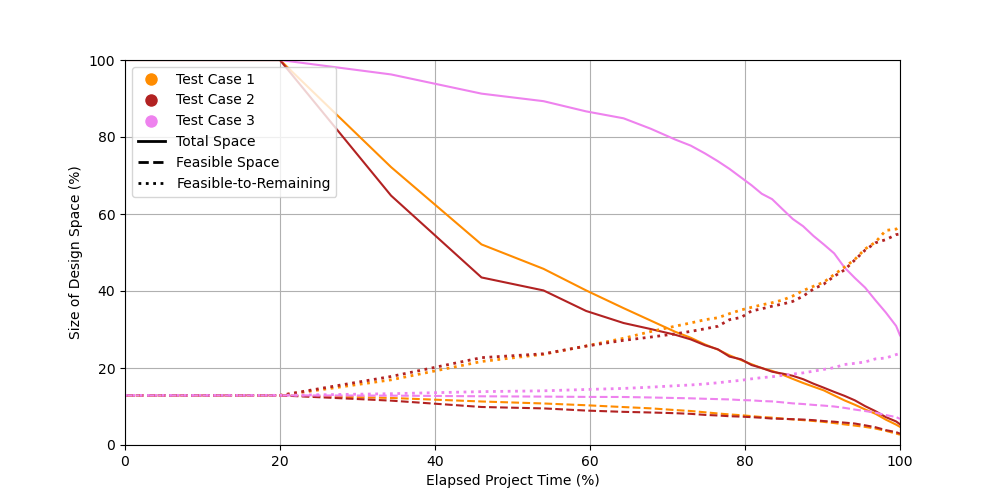 100
80
60
40
20
0
Size of Design Space (%)
Test Case 1
Test Case 2
Test Case 3
Total Space
Feasible Space
Feasible-to-Remaining
0
20
40
60
80
100
Elapsed Project Time (%)